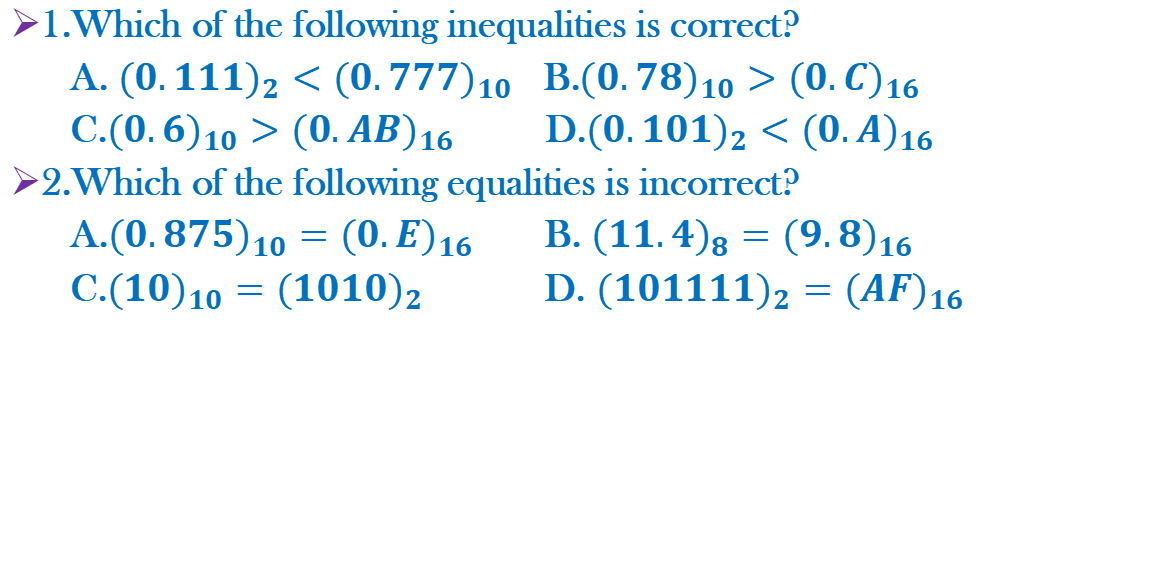 ➢1.Which of the following inequalities is correct?
A. (0.111)₂ < (0.777)₁₀ B.(0.78)₁₀ > (0.C)₁₆
C.(0.6)₁₀ > (0.AB)₁₆ D.(0.101)₂ < (0.A)₁₆
➢2.Which of the following equalities is incorrect?
A.(0.875)₁₀ = (0.E)₁₆ B. (11.4)₈ = (9.8)₁₆
C.(10)₁₀ = (1010)₂ D. (101111)₂ = (AF)₁₆